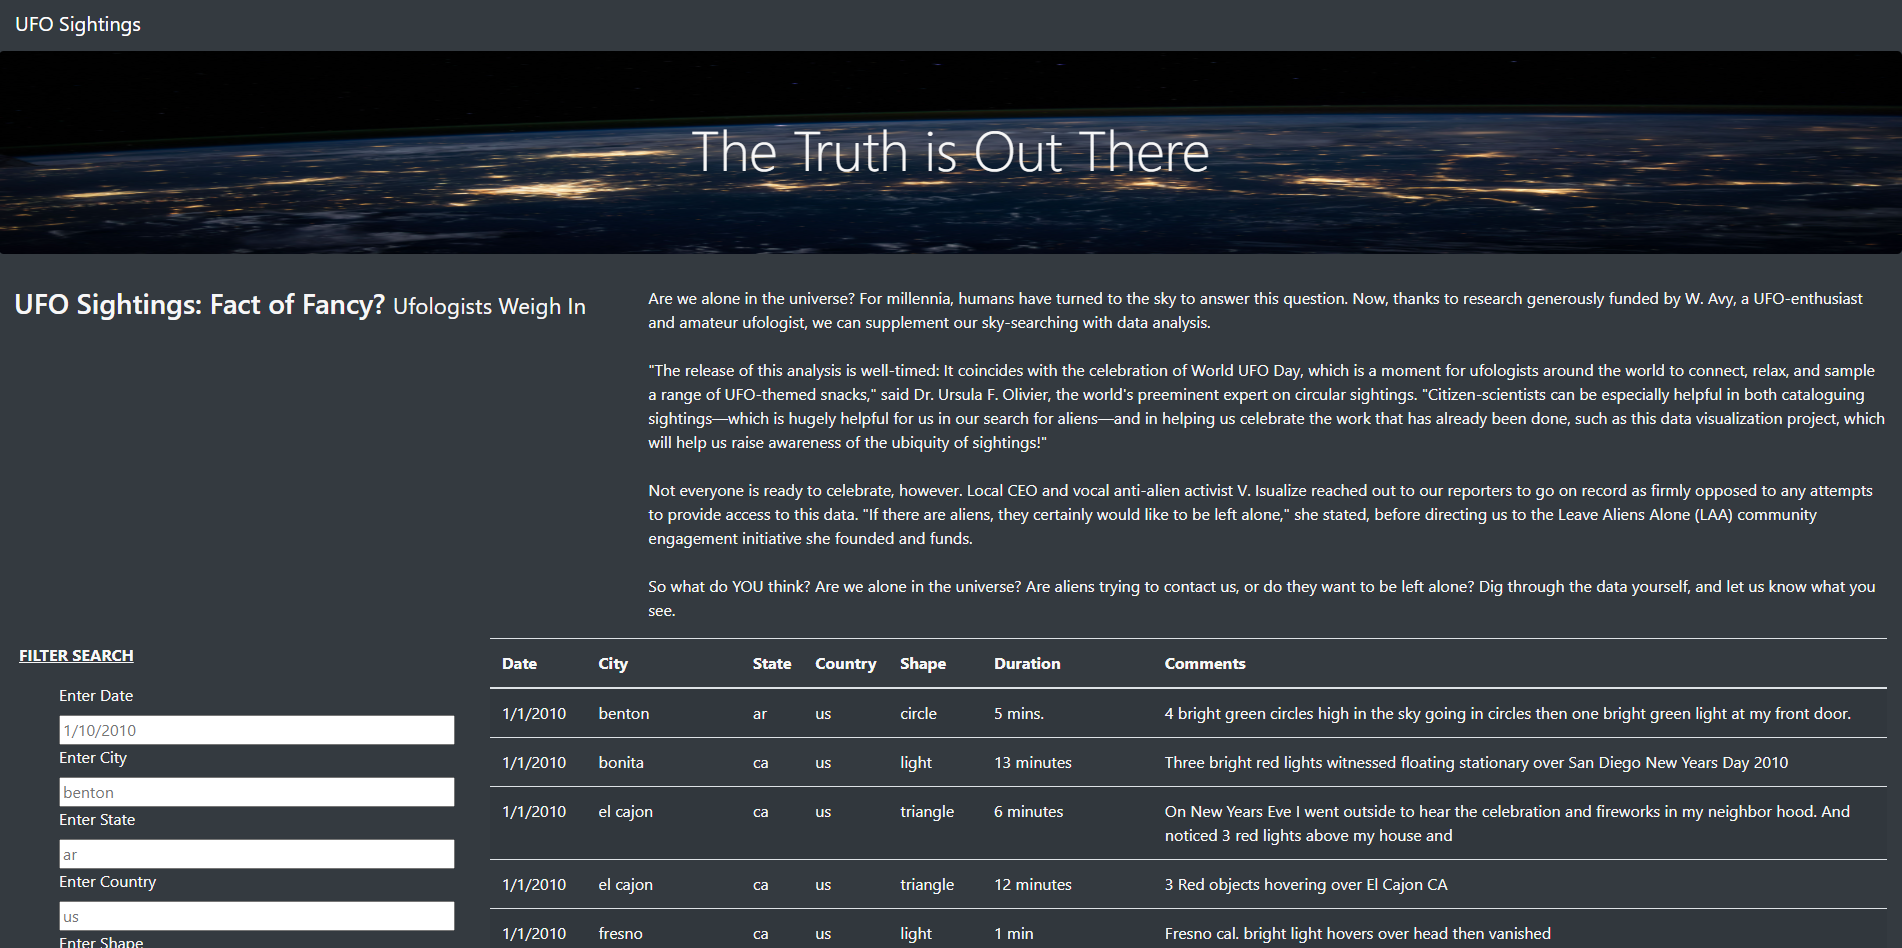 UFO Sightings
The Truth is Out There
UFO Sightings: Fact of Fancy? Ufologists Weigh In
Are we alone in the universe? For millennia, humans have turned to the sky to answer this question. Now, thanks to research generously funded by W. Avy, a UFO-enthusiast
and amateur ufologist, we can supplement our sky-searching with data analysis.
"The release of this analysis is well-timed: It coincides with the celebration of World UFO Day, which is a moment for ufologists around the world to connect, relax, and sample
a range of UFO-themed snacks," said Dr. Ursula F. Olivier, the world's preeminent expert on circular sightings. "Citizen-scientists can be especially helpful in both cataloguing
sightings—which is hugely helpful for us in our search for aliens—and in helping us celebrate the work that has already been done, such as this data visualization project, which
will help us raise awareness of the ubiquity of sightings!"
Not everyone is ready to celebrate, however. Local CEO and vocal anti-alien activist V. Isualize reached out to our reporters to go on record as firmly opposed to any attempts
to provide access to this data. "If there are aliens, they certainly would like to be left alone," she stated, before directing us to the Leave Aliens Alone (LAA) community
engagement initiative she founded and funds.
So what do YOU think? Are we alone in the universe? Are aliens trying to contact us, or do they want to be left alone? Dig through the data yourself, and let us know what you
see.
FILTER SEARCH
Enter Date
1/10/2010
Enter City
benton
Enter State
ar
Enter Country
us
Enter Shape
Date City State Country Shape Duration Comments
1/1/2010 benton ar us circle 5 mins. 4 bright green circles high in the sky going in circles then one bright green light at my front door.
1/1/2010 bonita ca us light 13 minutes Three bright red lights witnessed floating stationary over San Diego New Years Day 2010
1/1/2010 el cajon ca us triangle 6 minutes On New Years Eve I went outside to hear the celebration and fireworks in my neighbor hood. And
noticed 3 red lights above my house and
1/1/2010 el cajon ca us triangle 12 minutes 3 Red objects hovering over El Cajon CA
1/1/2010 fresno ca us light 1 min Fresno cal. bright light hovers over head then vanished